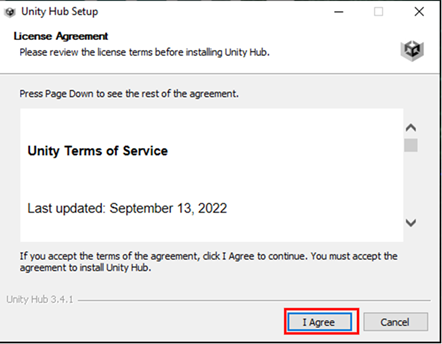 Unity Hub Setup
License Agreement
Please review the license terms before installing Unity Hub.
Press Page Down to see the rest of the agreement.
Unity Terms of Service
Last updated: September 13, 2022
If you accept the terms of the agreement, click I Agree to continue. You must accept the
agreement to install Unity Hub.
Unity Hub 3.4.1
I Agree
Cancel